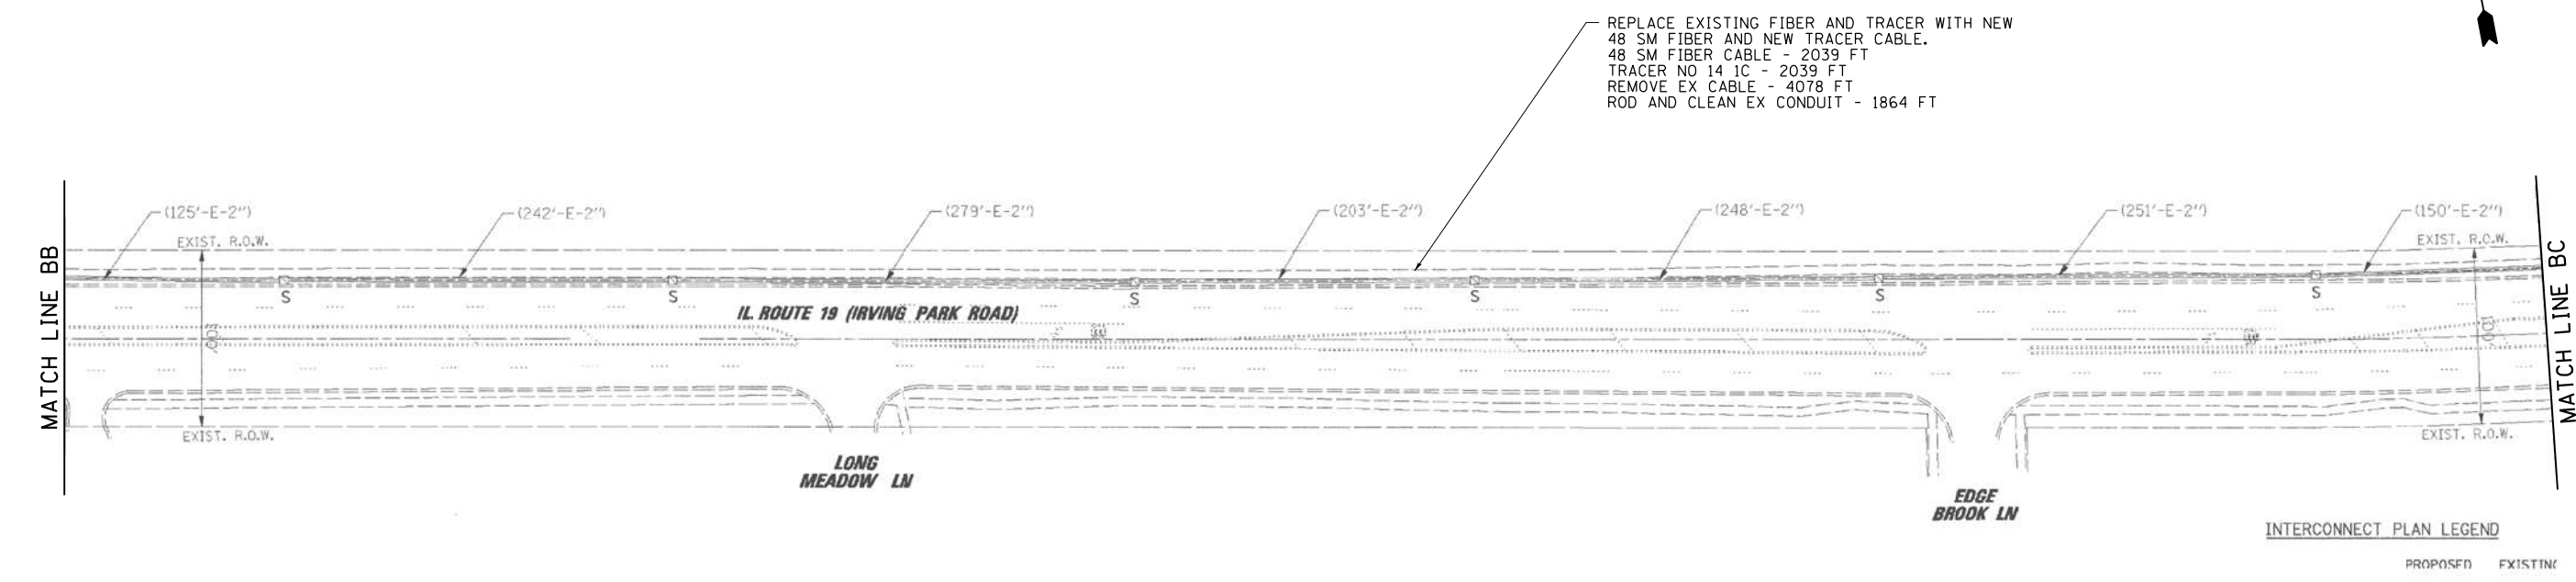 REPLACE EXISTING FIBER AND TRACER WITH NEW
48 SM FIBER AND NEW TRACER CABLE.
48 SM FIBER CABLE - 2039 FT
TRACER NO 14 1C - 2039 FT
REMOVE EX CABLE - 4078 FT
ROD AND CLEAN EX CONDUIT - 1864 FT
(125'-E-2'')
(242'-E-2'')
(279'-E-2'')
(203'-E-2'')
(248'-E-2'')
(251'-E-2'')
(150'-E-2'')
EXIST. R.O.W.
EXIST. R.O.W.
MATCH LINE BB
MATCH LINE BC
S
S
S
S
S
S
IL. ROUTE 19 (IRVING PARK ROAD)
100'
100'
EXIST. R.O.W.
EXIST. R.O.W.
LONG
MEADOW LN
EDGE
BROOK LN
INTERCONNECT PLAN LEGEND
PROPOSED EXISTING